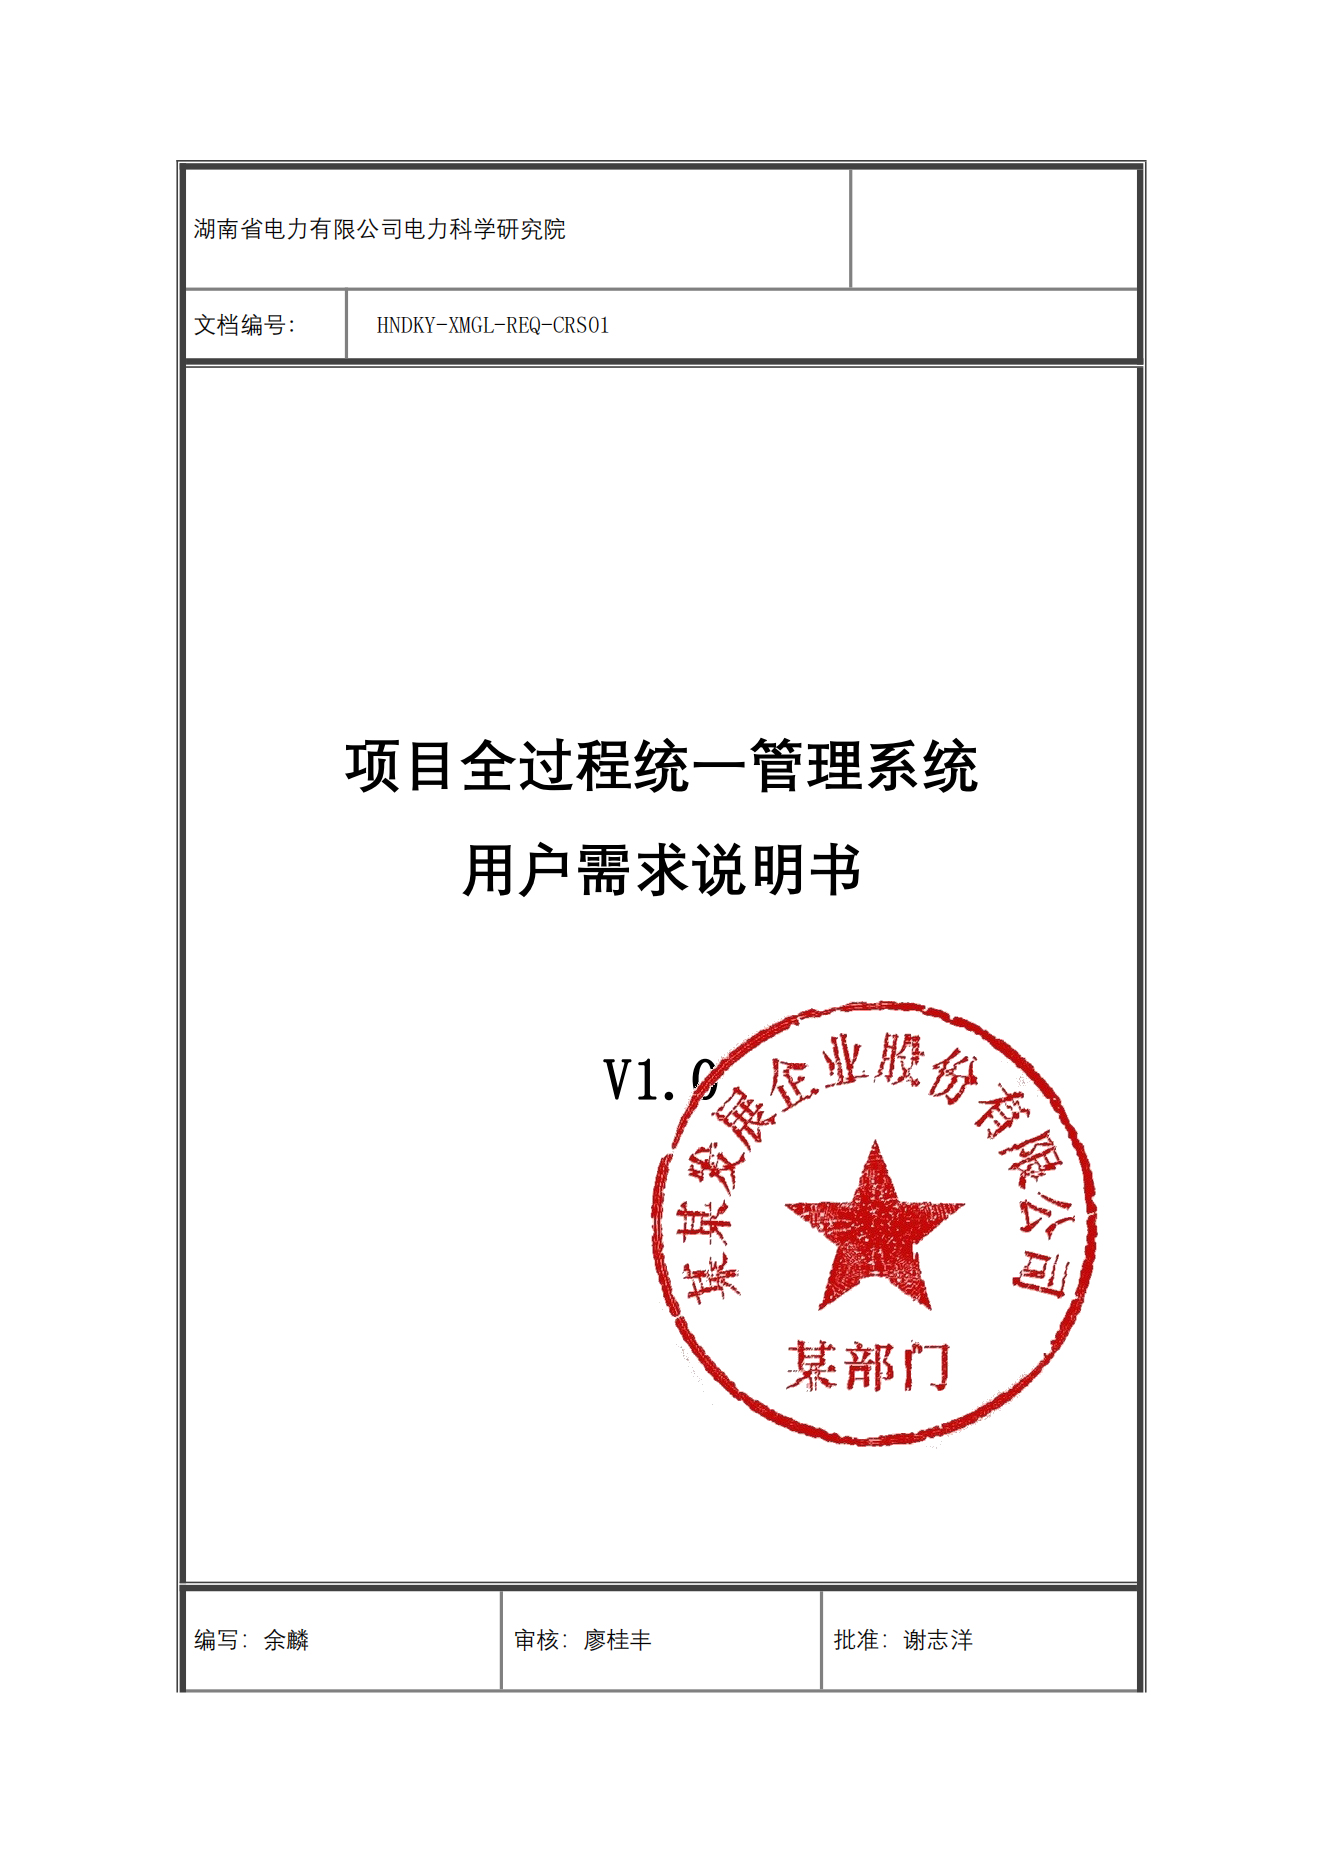 湖南省电力有限公司电力科学研究院
文档编号： HNDKY-XMGL-REQ-CRS01
项目全过程统一管理系统
用户需求说明书
V1.0
某某发展企业股份有限公司
某部门
编写：余麟 审核：廖桂丰 批准：谢志洋